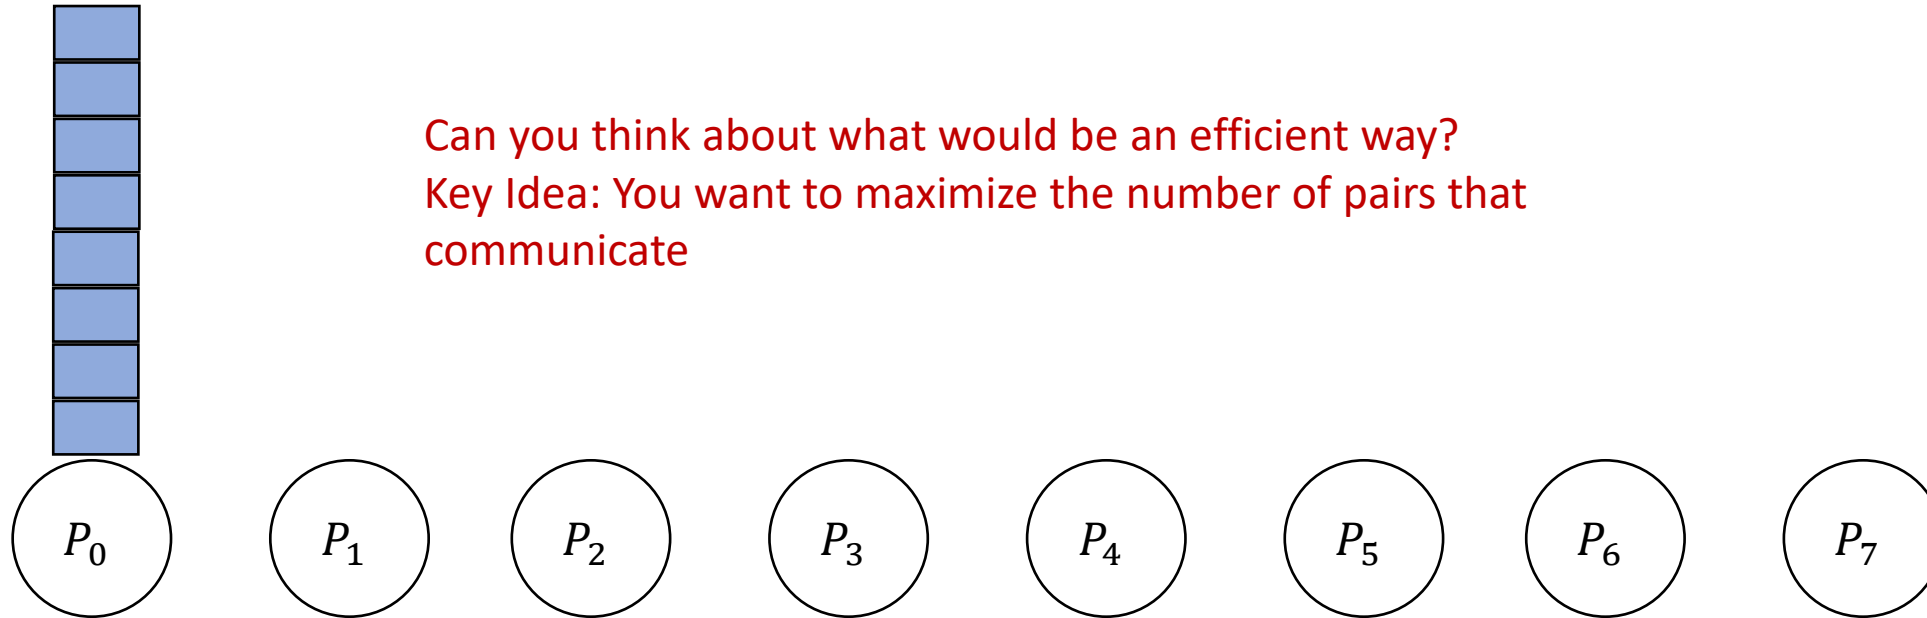 Can you think about what would be an efficient way?
Key Idea: You want to maximize the number of pairs that
communicate
P₀ P₁ P₂ P₃ P₄ P₅ P₆ P₇